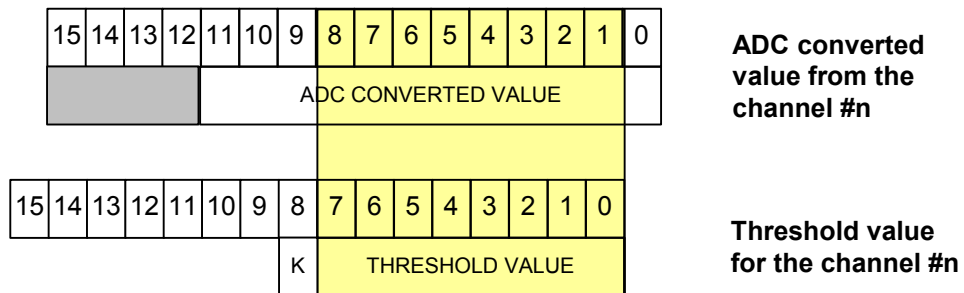 15 14 13 12 11 10 9 8 7 6 5 4 3 2 1 0
ADC CONVERTED VALUE
ADC converted
value from the
channel #n
15 14 13 12 11 10 9 8 7 6 5 4 3 2 1 0
K THRESHOLD VALUE
Threshold value
for the channel #n